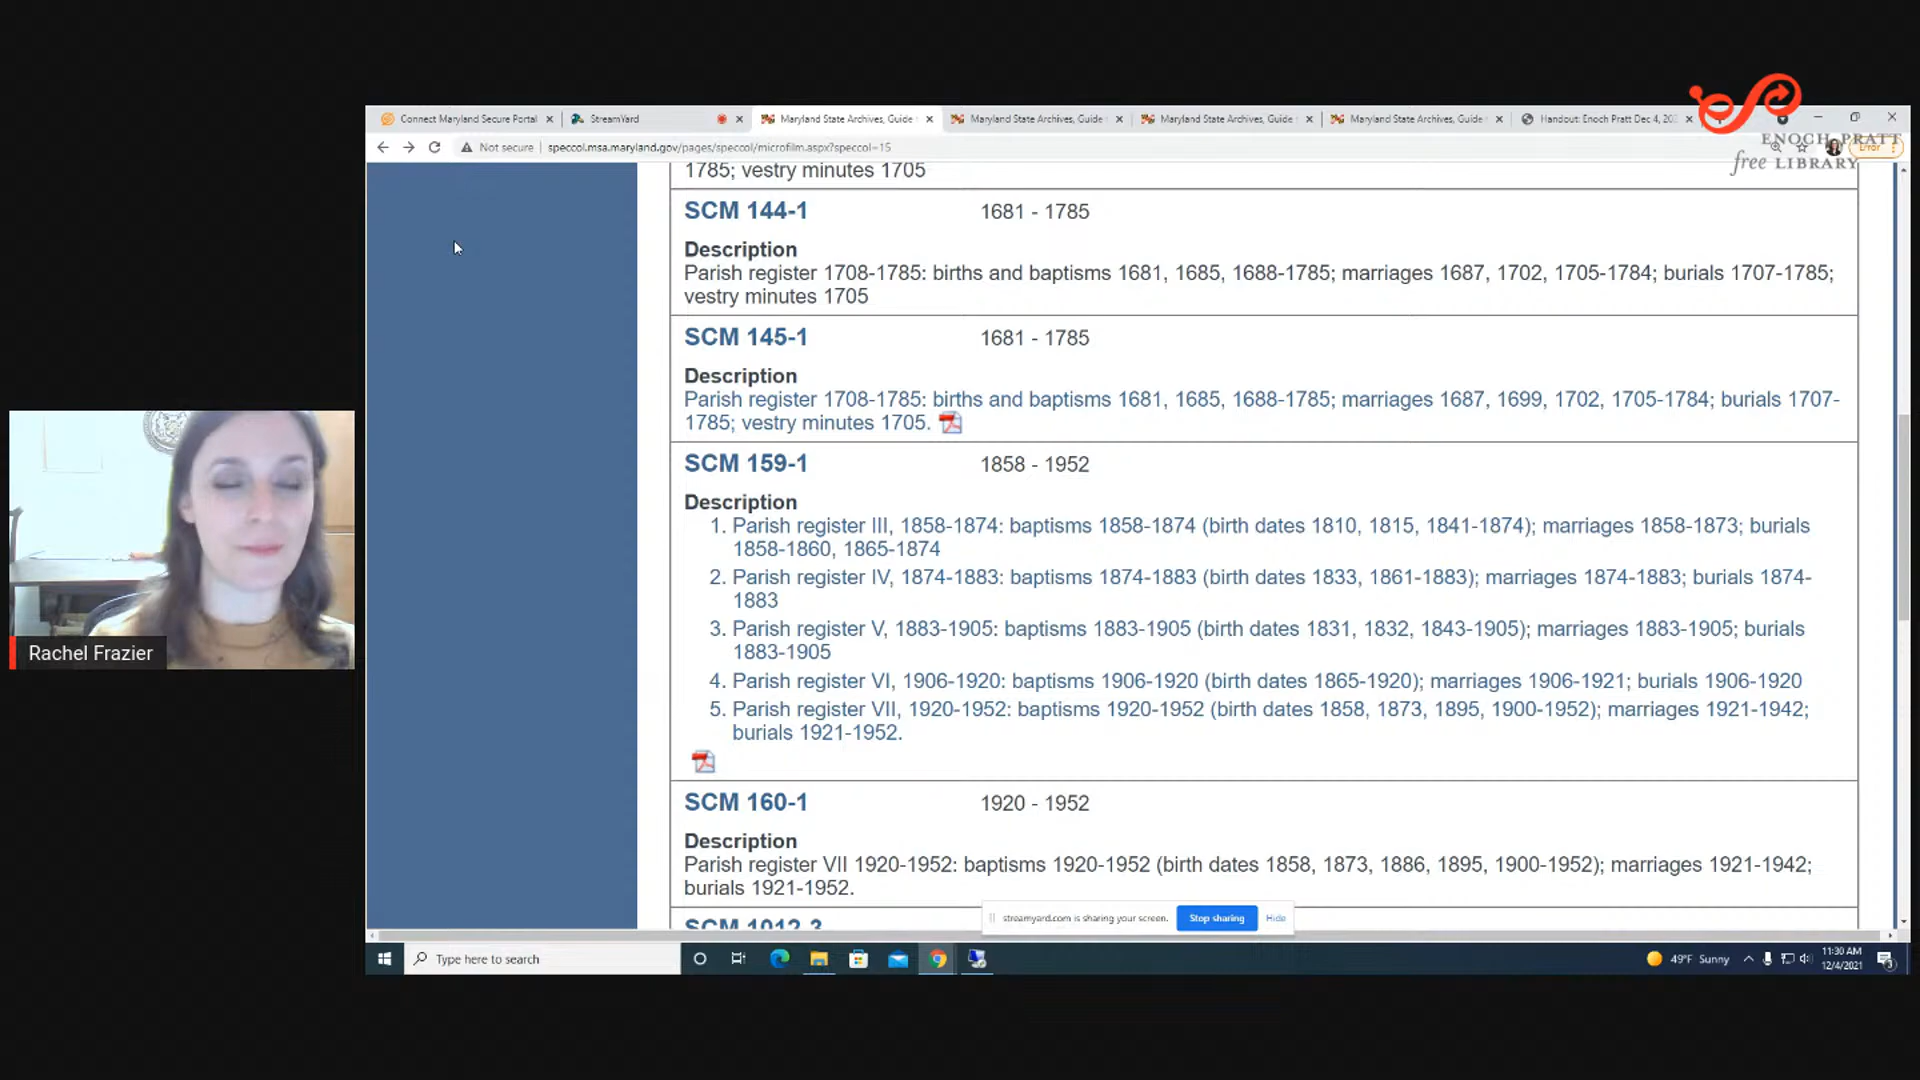 Connect Maryland Secure Portal
StreamYard
Maryland State Archives, Guide
Maryland State Archives, Guide
Maryland State Archives, Guide
Maryland State Archives, Guide
Handout: Enoch Pratt Dec 4, 202
ENOCH PRATT
free LIBRARY
Not secure
speccol.msa.maryland.gov/pages/speccol/microfilm.aspx?speccol=15
Error
1785; vestry minutes 1705
SCM 144-1 1681 - 1785
Description
Parish register 1708-1785: births and baptisms 1681, 1685, 1688-1785; marriages 1687, 1702, 1705-1784; burials 1707-1785;
vestry minutes 1705
SCM 145-1 1681 - 1785
Description
Parish register 1708-1785: births and baptisms 1681, 1685, 1688-1785; marriages 1687, 1699, 1702, 1705-1784; burials 1707-
1785; vestry minutes 1705.
SCM 159-1 1858 - 1952
Description
1. Parish register III, 1858-1874: baptisms 1858-1874 (birth dates 1810, 1815, 1841-1874); marriages 1858-1873; burials
1858-1860, 1865-1874
2. Parish register IV, 1874-1883: baptisms 1874-1883 (birth dates 1833, 1861-1883); marriages 1874-1883; burials 1874-
1883
3. Parish register V, 1883-1905: baptisms 1883-1905 (birth dates 1831, 1832, 1843-1905); marriages 1883-1905; burials
1883-1905
4. Parish register VI, 1906-1920: baptisms 1906-1920 (birth dates 1865-1920); marriages 1906-1921; burials 1906-1920
5. Parish register VII, 1920-1952: baptisms 1920-1952 (birth dates 1858, 1873, 1895, 1900-1952); marriages 1921-1942;
burials 1921-1952.
SCM 160-1 1920 - 1952
Description
Parish register VII 1920-1952: baptisms 1920-1952 (birth dates 1858, 1873, 1886, 1895, 1900-1952); marriages 1921-1942;
burials 1921-1952.
SCM 1012-3
streamyard.com is sharing your screen.
Stop sharing
Hide
Rachel Frazier
Type here to search
49°F Sunny
11:30 AM
12/4/2021